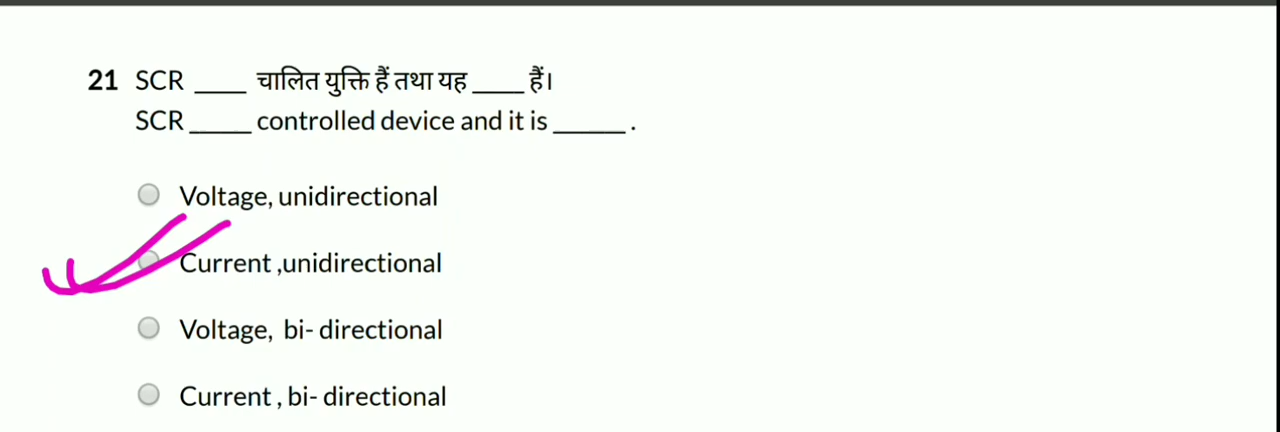 21 SCR ____ चालित युक्ति हैं तथा यह ____ हैं।
SCR _____ controlled device and it is ______ .
Voltage, unidirectional
Current ,unidirectional
Voltage, bi- directional
Current , bi- directional